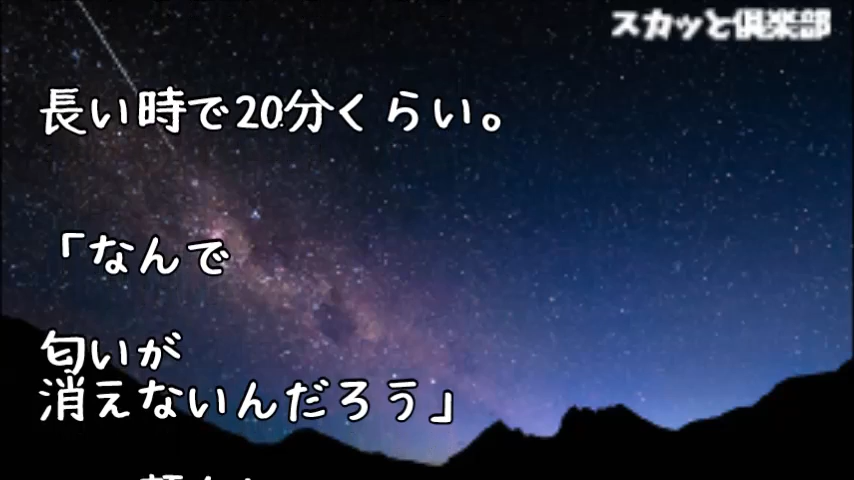 スカッと倶楽部
長い時で20分くらい。
「なんで
匂いが
消えないんだろう」